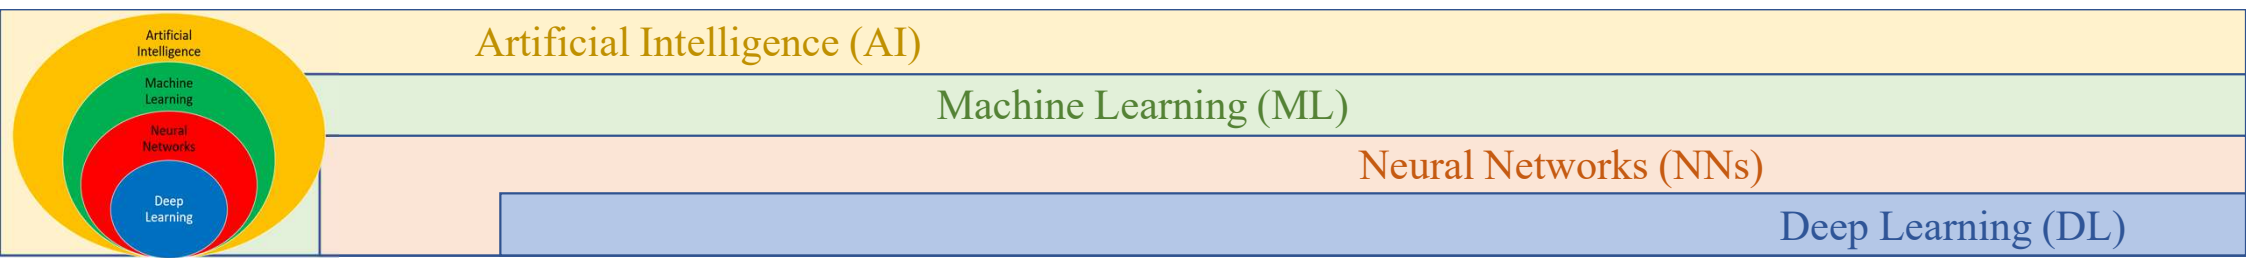 Artificial
Intelligence
Machine
Learning
Neural
Networks
Deep
Learning
Artificial Intelligence (AI)
Machine Learning (ML)
Neural Networks (NNs)
Deep Learning (DL)